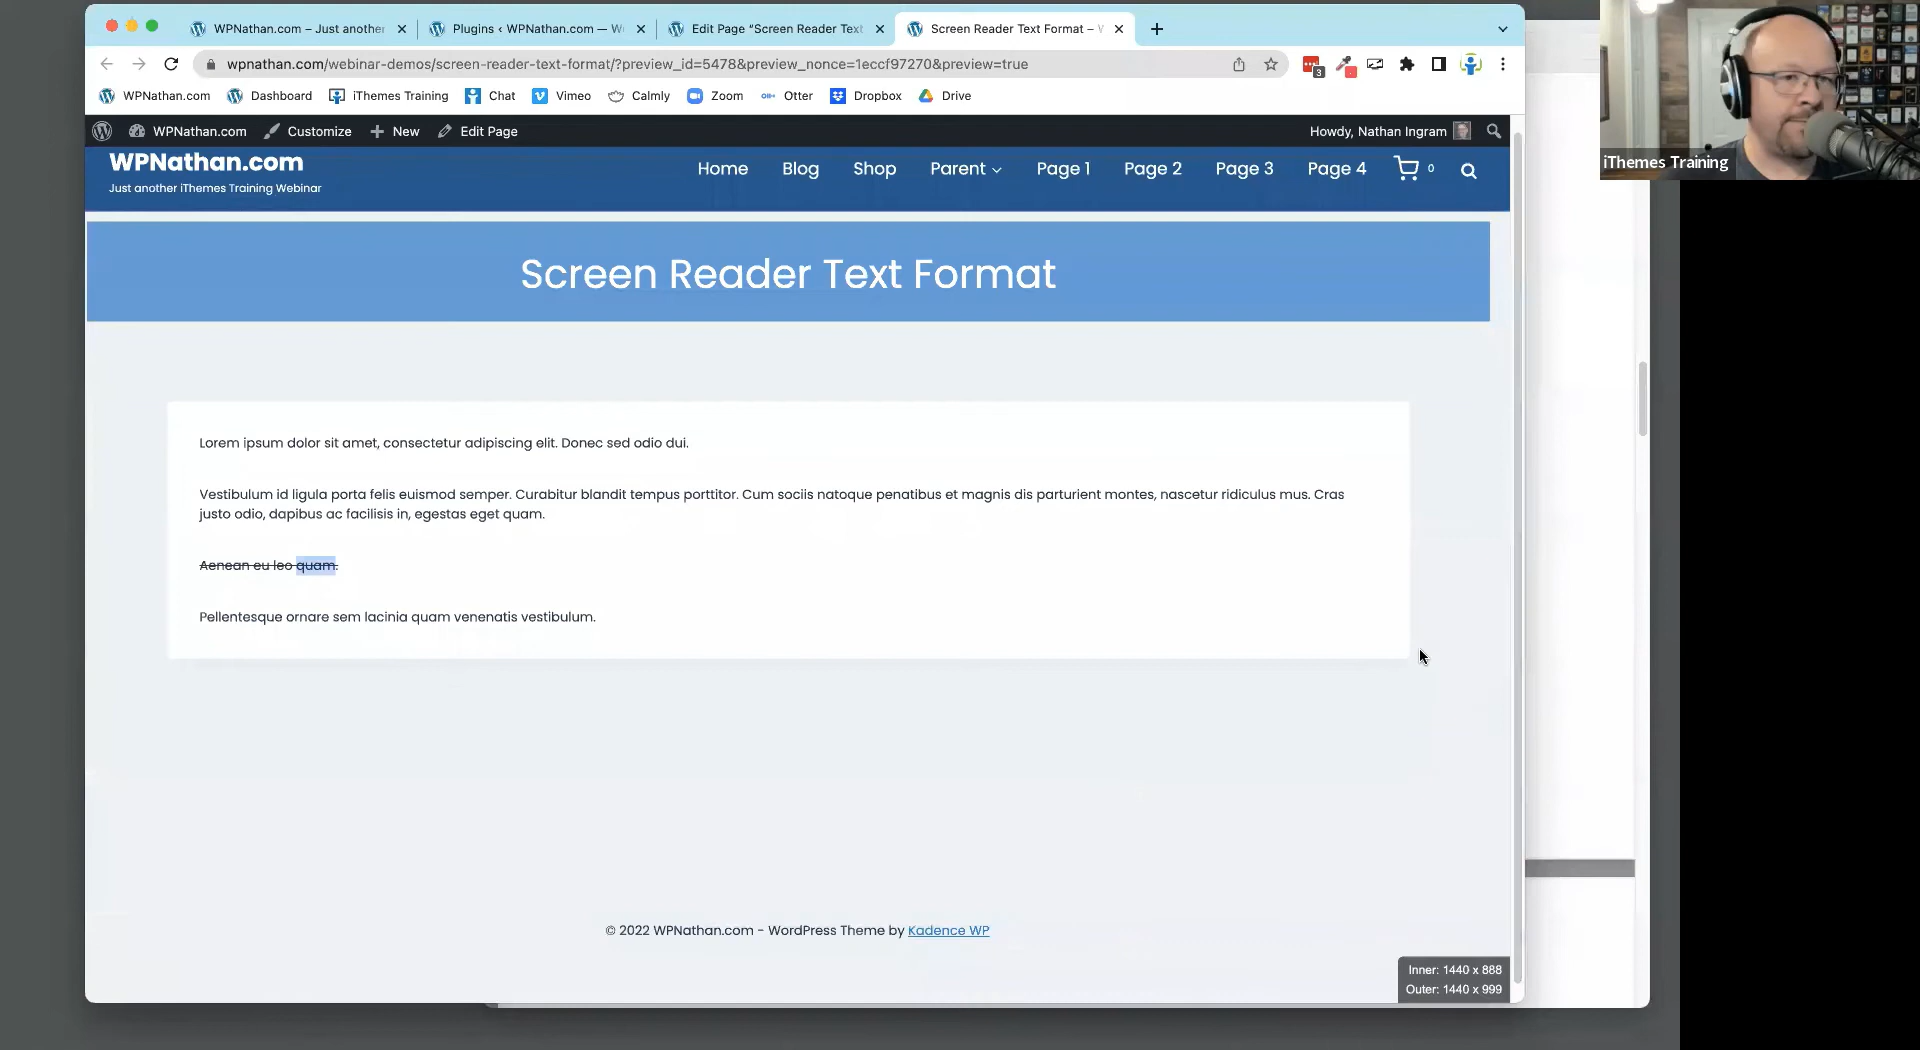 WPNathan.com – Just another
Plugins ‹ WPNathan.com — W
Edit Page “Screen Reader Text
Screen Reader Text Format –
wpnathan.com/webinar-demos/screen-reader-text-format/?preview_id=5478&preview_nonce=1eccf97270&preview=true
3
WPNathan.com Dashboard iThemes Training Chat Vimeo Calmly Zoom Otter Dropbox Drive
WPNathan.com Customize New Edit Page Howdy, Nathan Ingram
iThemes Training
WPNathan.com
Just another iThemes Training Webinar
Home Blog Shop Parent Page 1 Page 2 Page 3 Page 4 0
Screen Reader Text Format
Lorem ipsum dolor sit amet, consectetur adipiscing elit. Donec sed odio dui.
Vestibulum id ligula porta felis euismod semper. Curabitur blandit tempus porttitor. Cum sociis natoque penatibus et magnis dis parturient montes, nascetur ridiculus mus. Cras
justo odio, dapibus ac facilisis in, egestas eget quam.
Aenean eu leo quam.
Pellentesque ornare sem lacinia quam venenatis vestibulum.
© 2022 WPNathan.com - WordPress Theme by Kadence WP
Inner: 1440 x 888
Outer: 1440 x 999